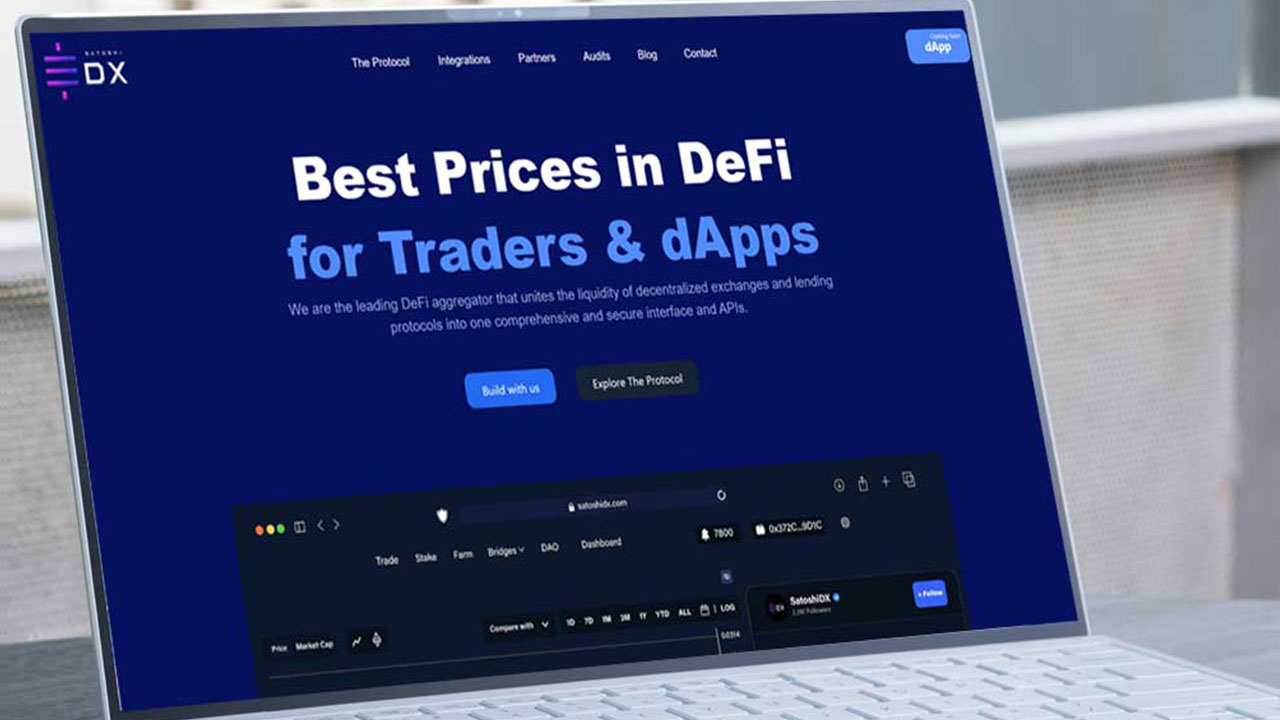 SATOSHI
DX
The Protocol Integrations Partners Audits Blog Contact
Coming Soon
dApp
Best Prices in DeFi
for Traders & dApps
We are the leading DeFi aggregator that unites the liquidity of decentralized exchanges and lending
protocols into one comprehensive and secure interface and APIs.
Build with us Explore The Protocol
satoshidx.com
Trade Stake Farm Bridges DAO Dashboard 7800 0x372C...9D1C
SatoshiDX + Follow
Followers
Compare with 1D 7D 1M 3M 1Y YTD ALL LOG
Price Market Cap